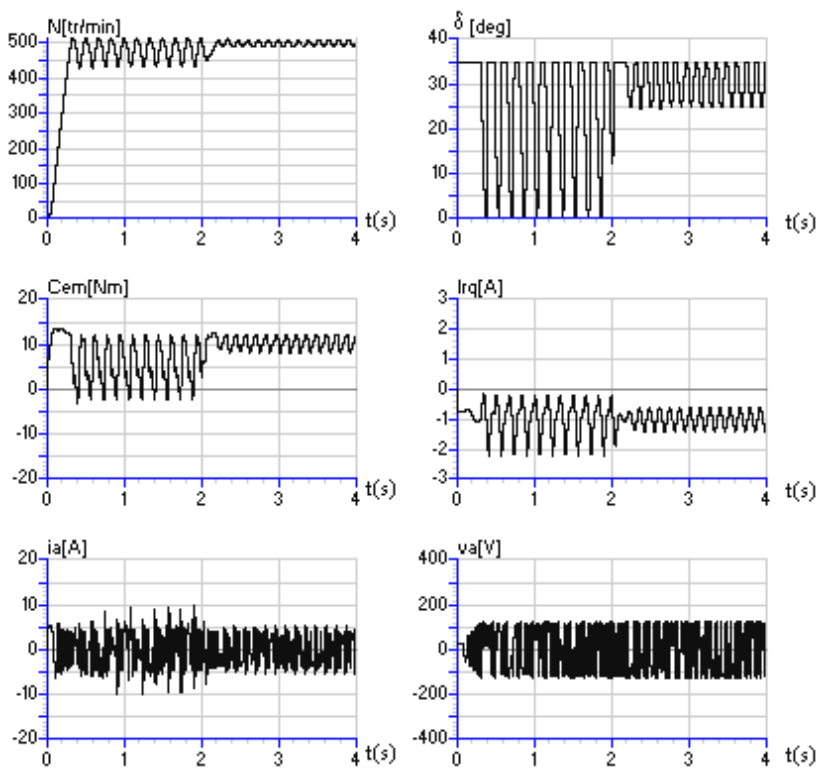 N[tr/min]
500
400
300
200
100
0
0 1 2 3 4
t(s)
δ [deg]
40
30
20
10
0
0 1 2 3 4
t(s)
Cem[Nm]
20
10
0
-10
-20
0 1 2 3 4
t(s)
Irq[A]
3
2
1
0
-1
-2
-3
0 1 2 3 4
t(s)
ia[A]
20
10
0
-10
-20
0 1 2 3 4
t(s)
va[V]
400
200
0
-200
-400
0 1 2 3 4
t(s)